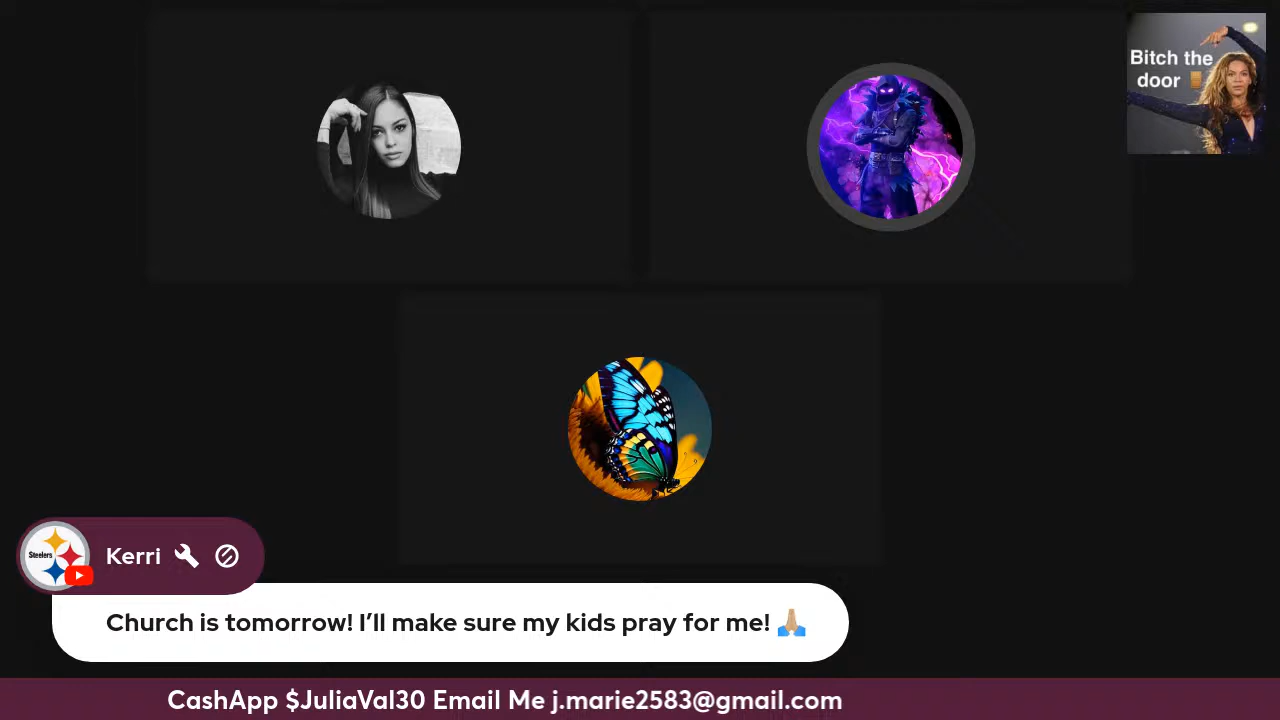 Bitch the
door
Steelers
Kerri
Church is tomorrow! I’ll make sure my kids pray for me! 🙏🏼
CashApp $JuliaVal30 Email Me j.marie2583@gmail.com